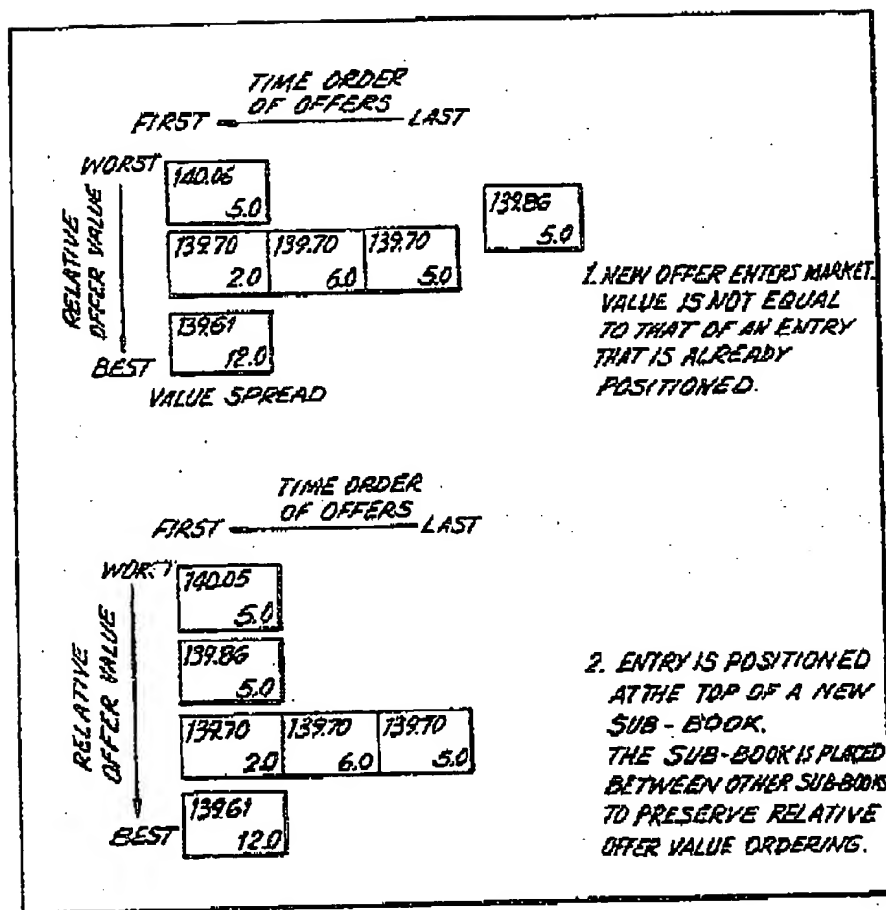 TIME ORDER
OF OFFERS
FIRST LAST
WORST
RELATIVE
OFFER VALUE
140.06
5.0
139.70 139.70 139.70
2.0 6.0 5.0
139.61
12.0
BEST
VALUE SPREAD
139.86
5.0
1. NEW OFFER ENTERS MARKET.
VALUE IS NOT EQUAL
TO THAT OF AN ENTRY
THAT IS ALREADY
POSITIONED.
TIME ORDER
OF OFFERS
FIRST LAST
RELATIVE
OFFER VALUE
140.05
5.0
139.86
5.0
139.70 139.70 139.70
2.0 6.0 5.0
139.61
12.0
BEST
2. ENTRY IS POSITIONED
AT THE TOP OF A NEW
SUB-BOOK.
THE SUB-BOOK IS PLACED
BETWEEN OTHER SUB-BOOKS
TO PRESERVE RELATIVE
OFFER VALUE ORDERING.